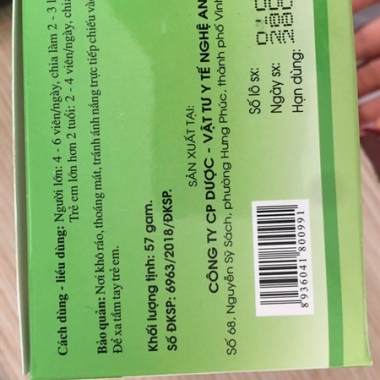 Cách dùng - liều dùng: Người lớn: 4 - 6 viên/ngày, chia làm 2 - 3 l
Trẻ em lớn hơn 2 tuổi: 2 - 4 viên/ngày, chia
Bảo quản: Nơi khô ráo, thoáng mát, tránh ánh nắng trực tiếp chiếu và
Để xa tầm tay trẻ em.
Khối lượng tịnh: 57 gam.
Số ĐKSP: 6963/2018/ĐKSP.
SẢN XUẤT TẠI:
CÔNG TY CP DƯỢC - VẬT TƯ Y TẾ NGHỆ AN
Số 68, Nguyễn Sỹ Sách, phường Hưng Phúc, thành phố Vinh
Số lô sx:
Ngày sx:
Hạn dùng:
8936041800991